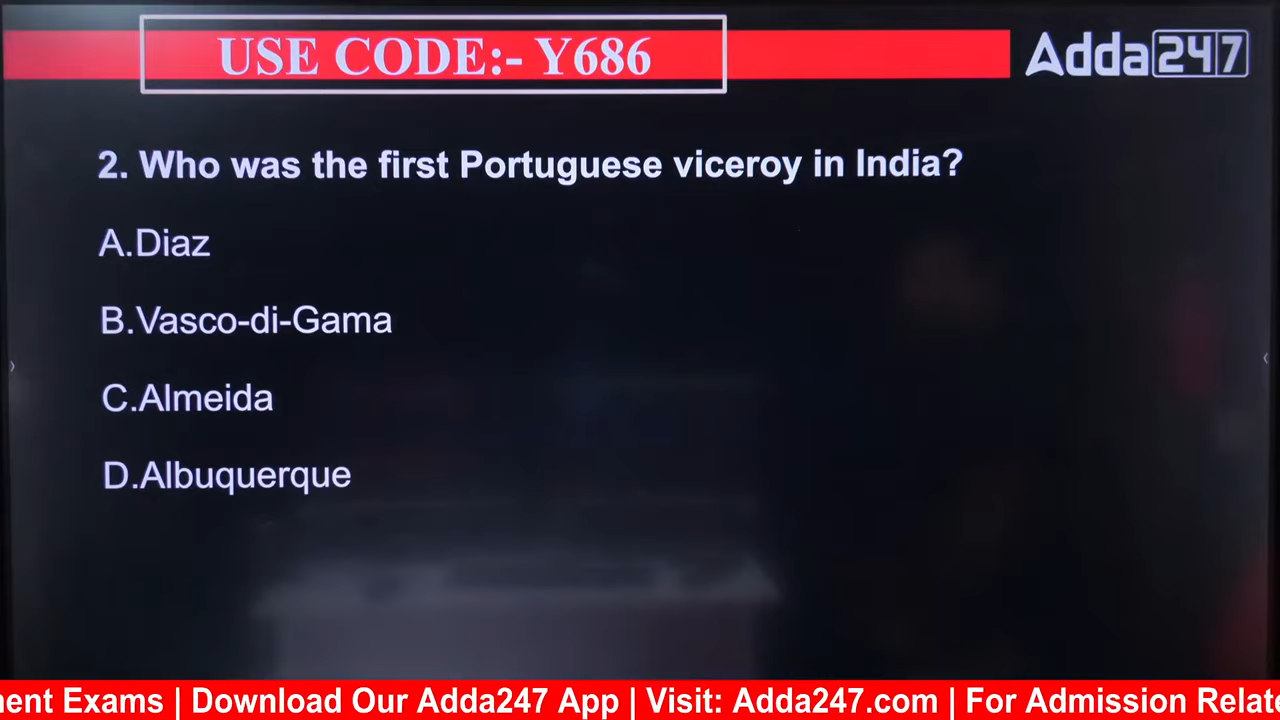 USE CODE:- Y686
Adda247
2. Who was the first Portuguese viceroy in India?
A.Diaz
B.Vasco-di-Gama
C.Almeida
D.Albuquerque
ent Exams | Download Our Adda247 App | Visit: Adda247.com | For Admission Relate